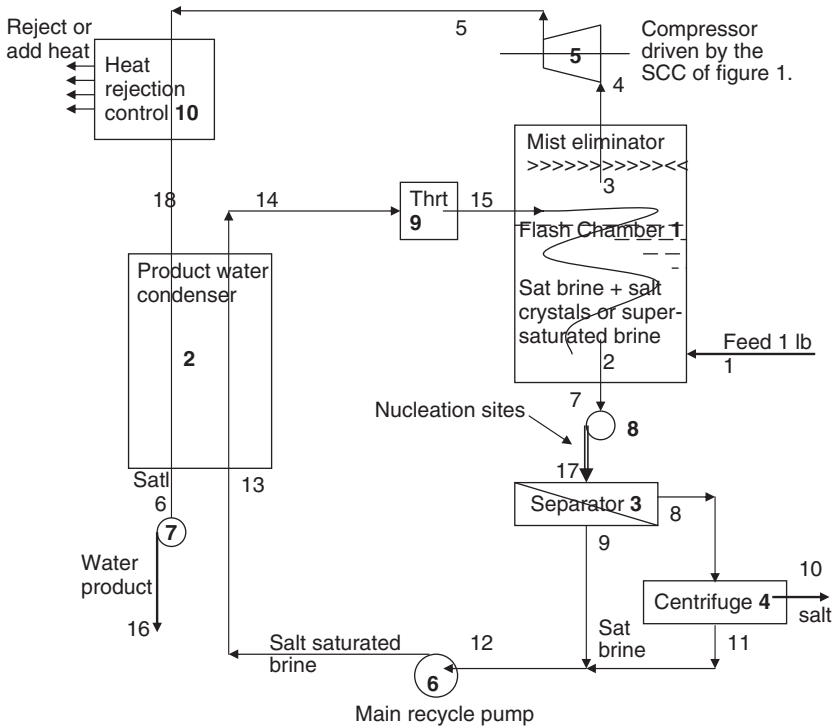 Reject or
add heat
Heat
rejection
control 10
5
5
4
Compressor
driven by the
SCC of figure 1.
Mist eliminator
>>>>>>>>>>><<
3
18
14
Thrt
9
15
Flash Chamber 1
Product water
condenser
2
Sat brine + salt
crystals or super-
saturated brine
2
Feed 1 lb
1
7
Nucleation sites
8
17
Satl
6
13
Separator 3
8
7
9
Water
product
10
Centrifuge 4
salt
16
Salt saturated
brine
12
Sat
brine
11
6
Main recycle pump